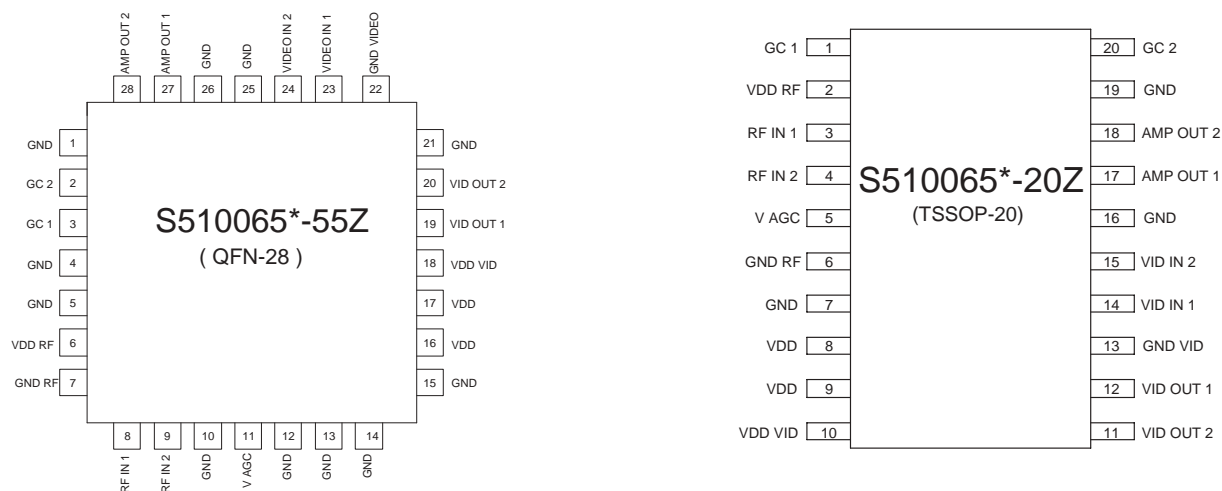 AMP OUT 2
AMP OUT 1
GND
GND
VIDEO IN 2
VIDEO IN 1
GND VIDEO
28 27 26 25 24 23 22
GND 1
GC 2 2
GC 1 3
GND 4
GND 5
VDD RF 6
GND RF 7
S510065*-55Z
( QFN-28 )
21 GND
20 VID OUT 2
19 VID OUT 1
18 VDD VID
17 VDD
16 VDD
15 GND
8 9 10 11 12 13 14
RF IN 1
RF IN 2
GND
V AGC
GND
GND
GND
GC 1 1
VDD RF 2
RF IN 1 3
RF IN 2 4
V AGC 5
GND RF 6
GND 7
VDD 8
VDD 9
VDD VID 10
S510065*-20Z
(TSSOP-20)
20 GC 2
19 GND
18 AMP OUT 2
17 AMP OUT 1
16 GND
15 VID IN 2
14 VID IN 1
13 GND VID
12 VID OUT 1
11 VID OUT 2